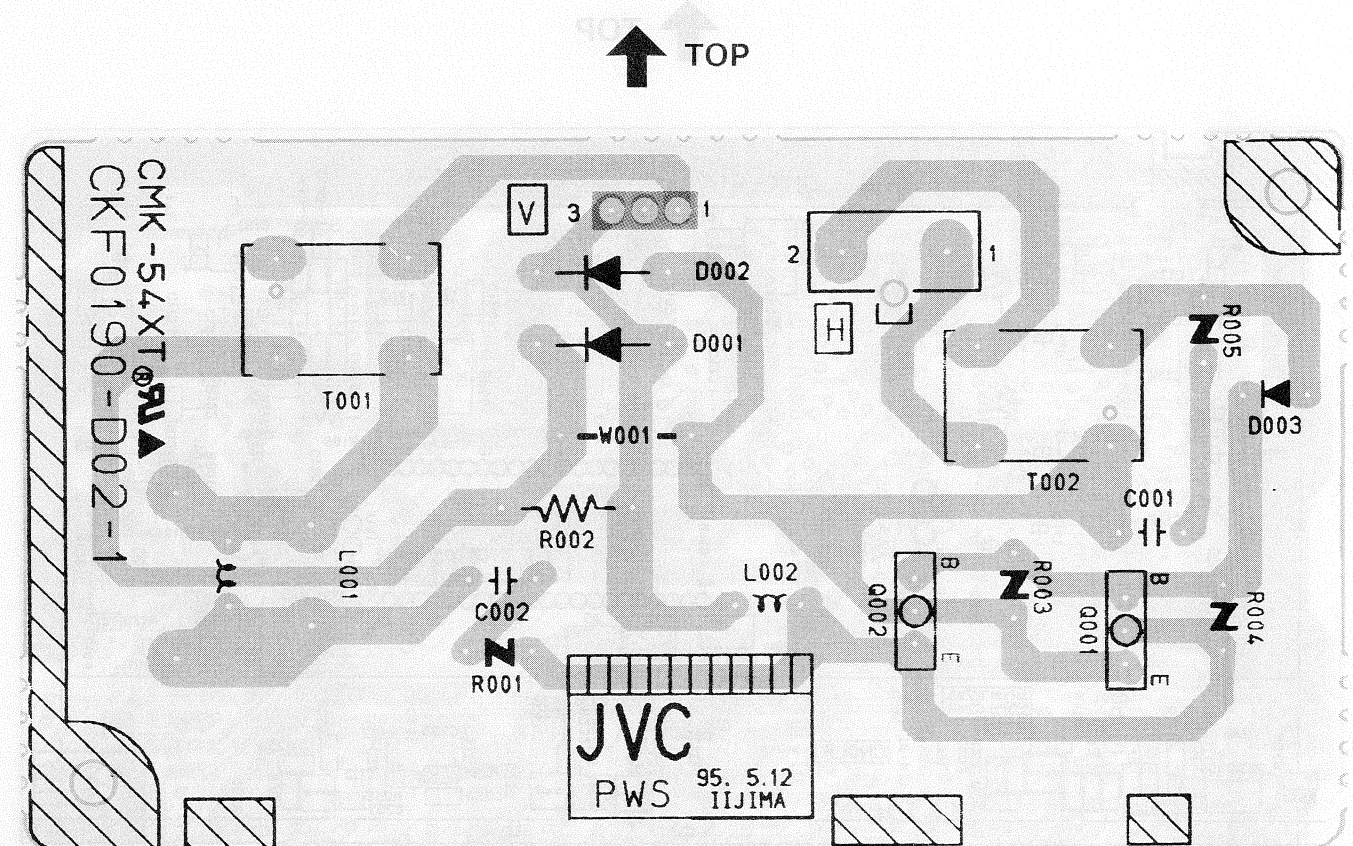 TOP
CMK-54XT
CKF0190-D02-1
®
V
3
1
D002
D001
2
1
H
R005
D003
T001
W001
T002
C001
R002
L001
L002
C002
R001
Q002
B
E
R003
Q001
B
E
R004
JVC
PWS
95. 5.12
IIJIMA